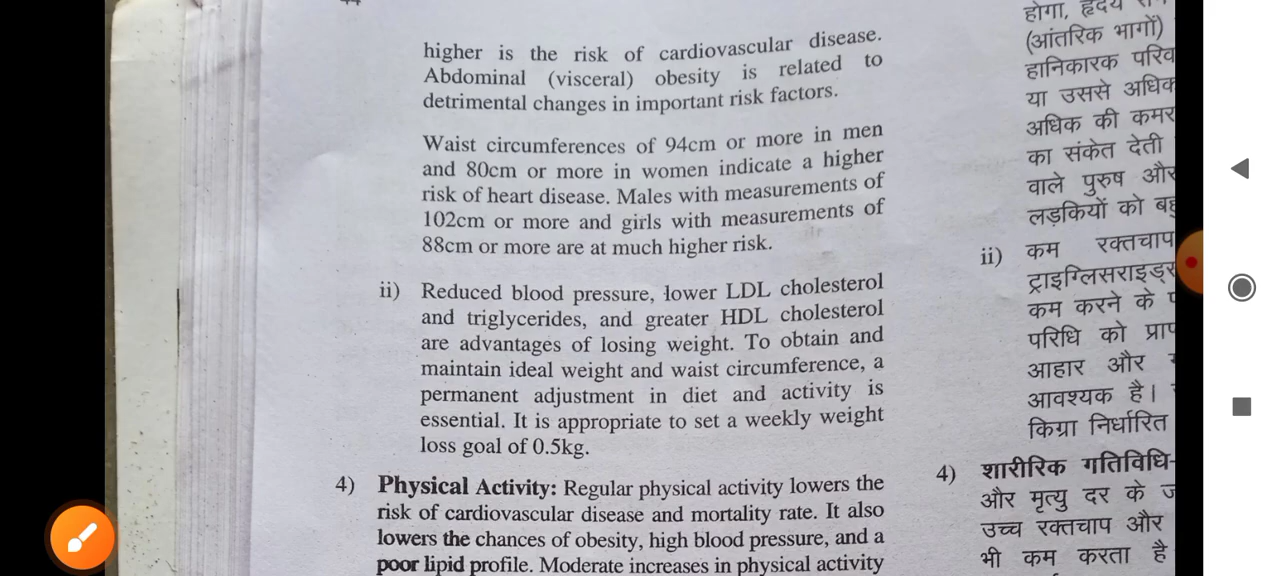 higher is the risk of cardiovascular disease.
Abdominal (visceral) obesity is related to
detrimental changes in important risk factors.
Waist circumferences of 94cm or more in men
and 80cm or more in women indicate a higher
risk of heart disease. Males with measurements of
102cm or more and girls with measurements of
88cm or more are at much higher risk.
ii) Reduced blood pressure, lower LDL cholesterol
and triglycerides, and greater HDL cholesterol
are advantages of losing weight. To obtain and
maintain ideal weight and waist circumference, a
permanent adjustment in diet and activity is
essential. It is appropriate to set a weekly weight
loss goal of 0.5kg.
4) Physical Activity: Regular physical activity lowers the
risk of cardiovascular disease and mortality rate. It also
lowers the chances of obesity, high blood pressure, and a
poor lipid profile. Moderate increases in physical activity
होगा, हृदय
(आंतरिक भागों)
हानिकारक
या उससे अधिक
अधिक की कमर
का संकेत देती
वाले पुरुष और
लड़कियों को
ii) कम रक्तचाप
ट्राइग्लिसराइड्स
कम करने के
परिधि को
आहार और
आवश्यक है।
किग्रा निर्धारित
4) शारीरिक गतिविधि-
और मृत्यु दर के
उच्च रक्तचाप और
भी कम करता है